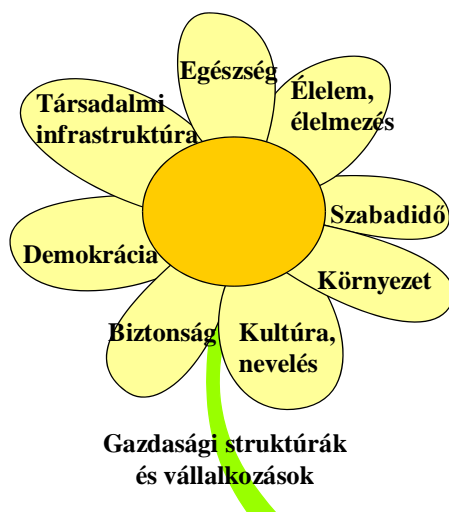 Egészség
Élelem,
élelmezés
Társadalmi
infrastruktúra
Szabadidő
Demokrácia
Környezet
Biztonság
Kultúra,
nevelés
Gazdasági struktúrák
és vállalkozások